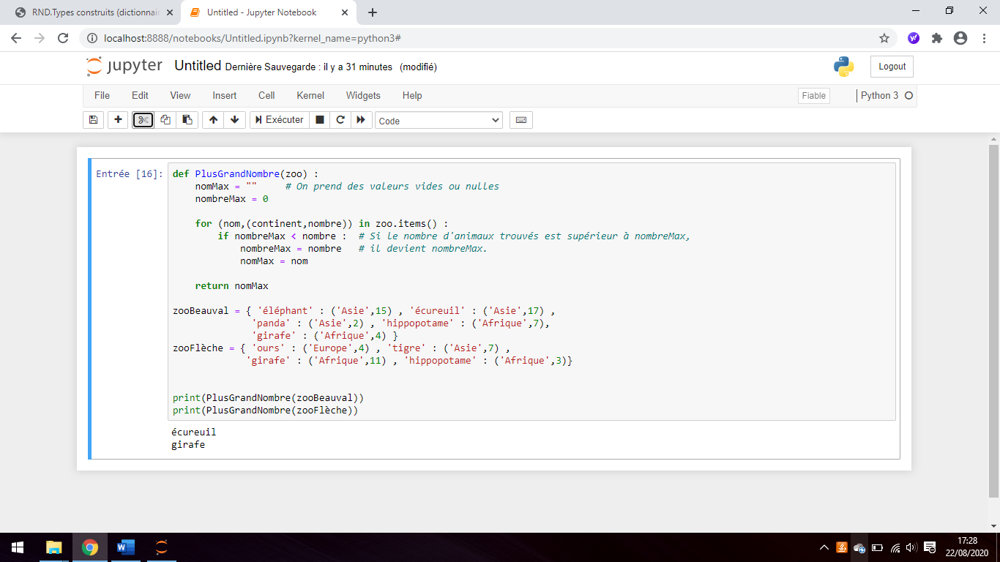 RND.Types construits (dictionnai
Untitled - Jupyter Notebook
localhost:8888/notebooks/Untitled.ipynb?kernel_name=python3#
jupyter Untitled Dernière Sauvegarde : il y a 31 minutes (modifié)
Logout
File Edit View Insert Cell Kernel Widgets Help
Fiable
Python 3
Exécuter
Code
Entrée [16]:
def PlusGrandNombre(zoo) :
    nomMax = ""     # On prend des valeurs vides ou nulles
    nombreMax = 0
    for (nom,(continent,nombre)) in zoo.items() :
        if nombreMax < nombre :  # Si le nombre d'animaux trouvés est supérieur à nombreMax,
            nombreMax = nombre   # il devient nombreMax.
            nomMax = nom
    return nomMax
zooBeauval = { 'éléphant' : ('Asie',15) , 'écureuil' : ('Asie',17) ,
              'panda' : ('Asie',2) , 'hippopotame' : ('Afrique',7),
              'girafe' : ('Afrique',4) }
zooFlèche = { 'ours' : ('Europe',4) , 'tigre' : ('Asie',7) ,
             'girafe' : ('Afrique',11) , 'hippopotame' : ('Afrique',3)}
print(PlusGrandNombre(zooBeauval))
print(PlusGrandNombre(zooFlèche))
écureuil
girafe
17:28
22/08/2020